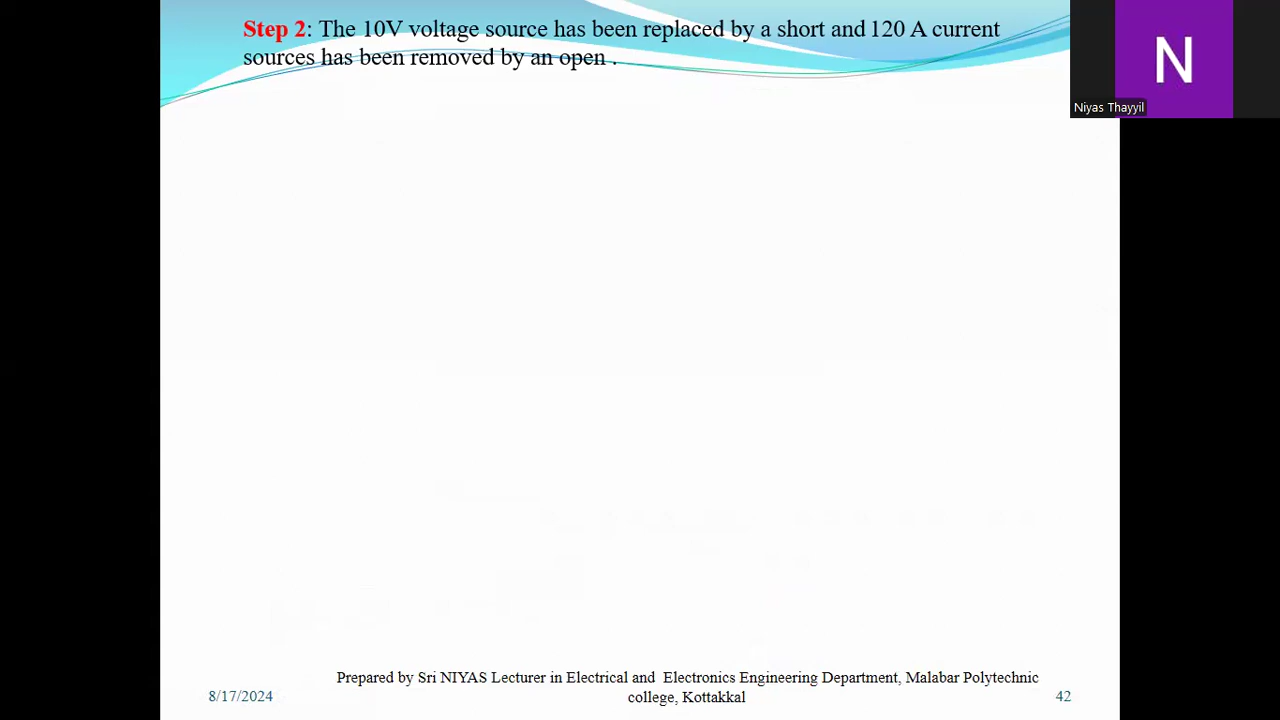 Step 2: The 10V voltage source has been replaced by a short and 120 A current
sources has been removed by an open .
N
Niyas Thayyil
Prepared by Sri NIYAS Lecturer in Electrical and Electronics Engineering Department, Malabar Polytechnic
college, Kottakkal
8/17/2024
42